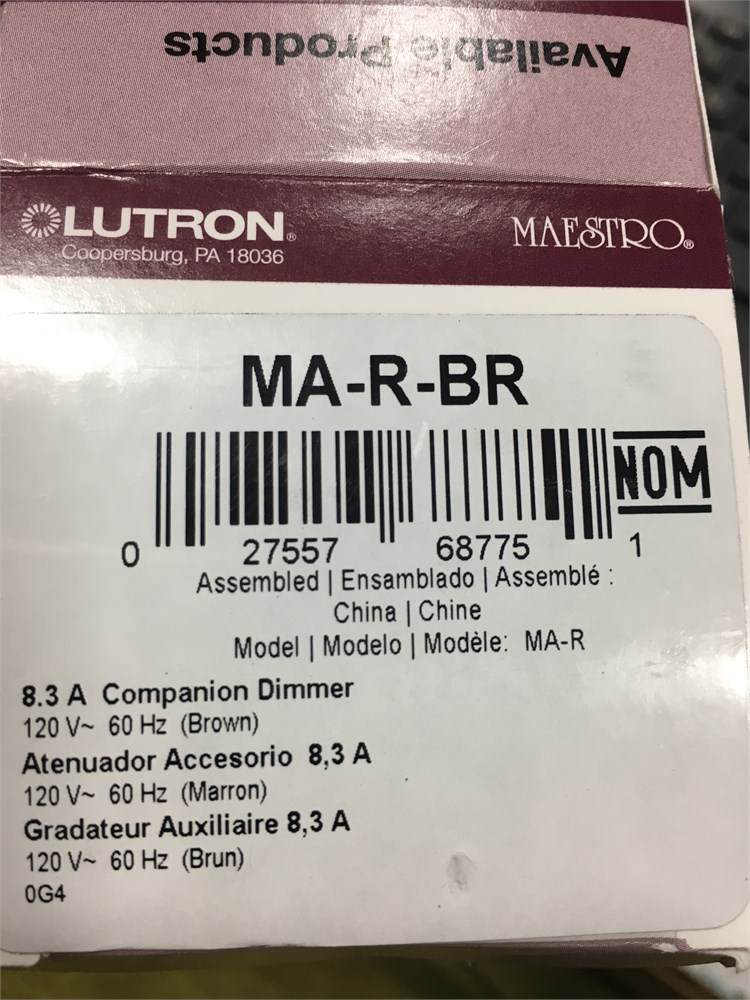 Available Products
LUTRON®
Coopersburg, PA 18036
MAESTRO®
MA-R-BR
NOM
0 27557 68775 1
Assembled | Ensamblado | Assemblé :
China | Chine
Model | Modelo | Modèle: MA-R
8.3 A Companion Dimmer
120 V~ 60 Hz (Brown)
Atenuador Accesorio 8,3 A
120 V~ 60 Hz (Marron)
Gradateur Auxiliaire 8,3 A
120 V~ 60 Hz (Brun)
0G4